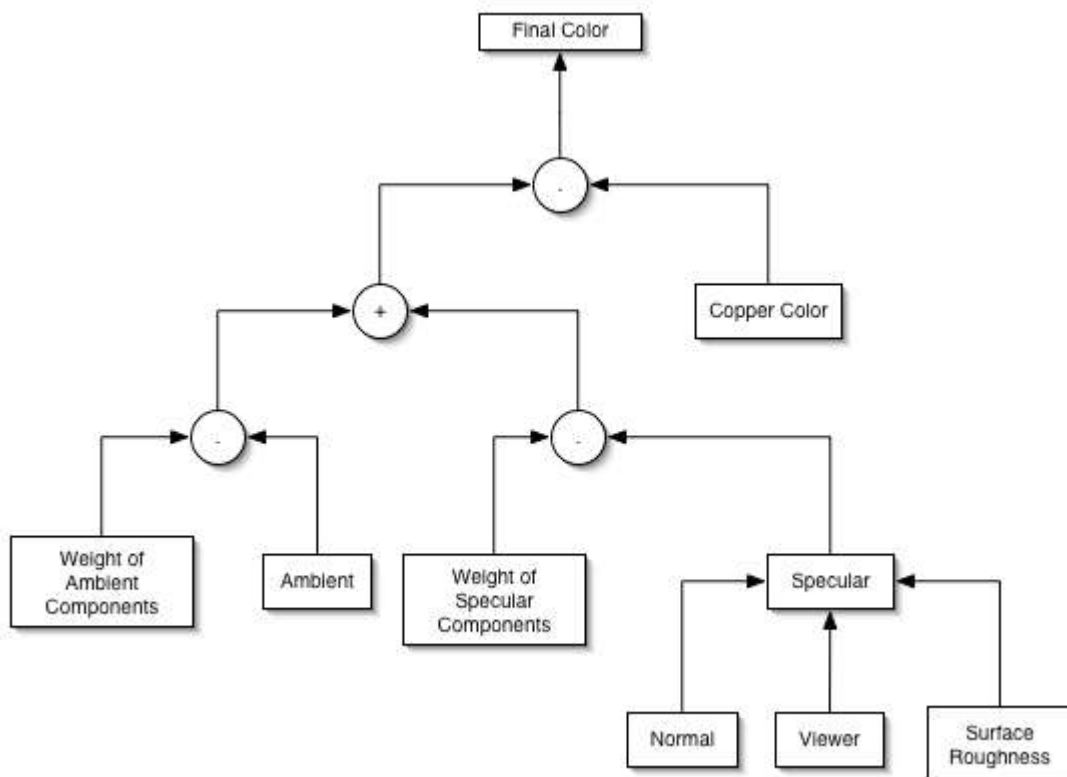 Final Color
.
+
Copper Color
.
.
Weight of
Ambient
Components
Ambient
Weight of
Specular
Components
Specular
Normal
Viewer
Surface
Roughness